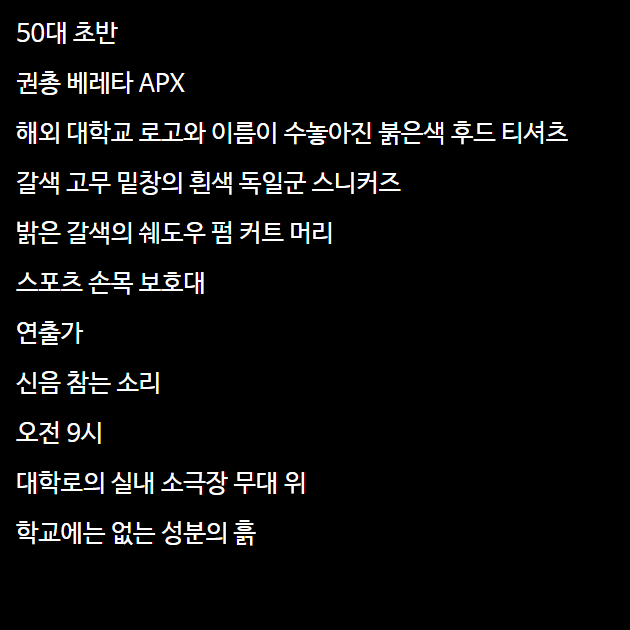 50대 초반
권총 베레타 APX
해외 대학교 로고와 이름이 수놓아진 붉은색 후드 티셔츠
갈색 고무 밑창의 흰색 독일군 스니커즈
밝은 갈색의 쉐도우 펌 커트 머리
스포츠 손목 보호대
연출가
신음 참는 소리
오전 9시
대학로의 실내 소극장 무대 위
학교에는 없는 성분의 흙